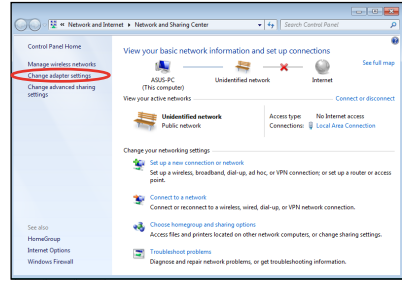 « Network and Internet ▸ Network and Sharing Center
Search Control Panel
Control Panel Home
Manage wireless networks
Change adapter settings
Change advanced sharing
settings
View your basic network information and set up connections
See full map
ASUS-PC
(This computer)
Unidentified network
Internet
View your active networks
Connect or disconnect
Unidentified network
Public network
Access type: No Internet access
Connections: Local Area Connection
Change your networking settings
Set up a new connection or network
Set up a wireless, broadband, dial-up, ad hoc, or VPN connection; or set up a router or access
point.
Connect to a network
Connect or reconnect to a wireless, wired, dial-up, or VPN network connection.
Choose homegroup and sharing options
Access files and printers located on other network computers, or change sharing settings.
Troubleshoot problems
Diagnose and repair network problems, or get troubleshooting information.
See also
HomeGroup
Internet Options
Windows Firewall